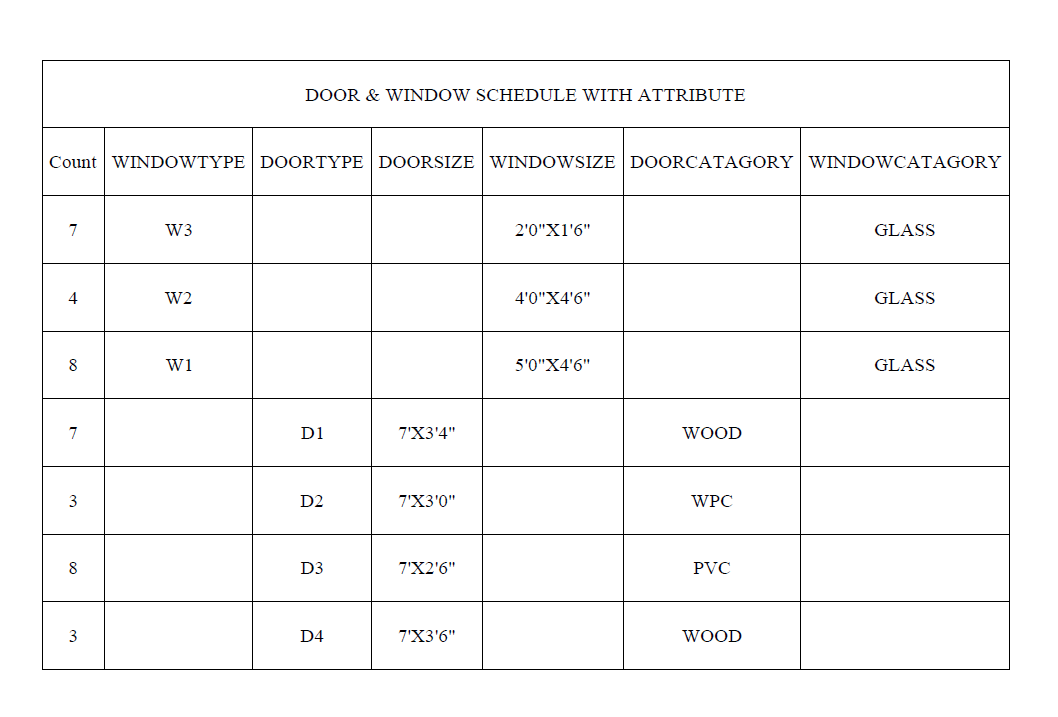 DOOR & WINDOW SCHEDULE WITH ATTRIBUTE
Count WINDOWTYPE DOORTYPE DOORSIZE WINDOWSIZE DOORCATAGORY WINDOWCATAGORY
7 W3 2'0"X1'6" GLASS
4 W2 4'0"X4'6" GLASS
8 W1 5'0"X4'6" GLASS
7 D1 7'X3'4" WOOD
3 D2 7'X3'0" WPC
8 D3 7'X2'6" PVC
3 D4 7'X3'6" WOOD